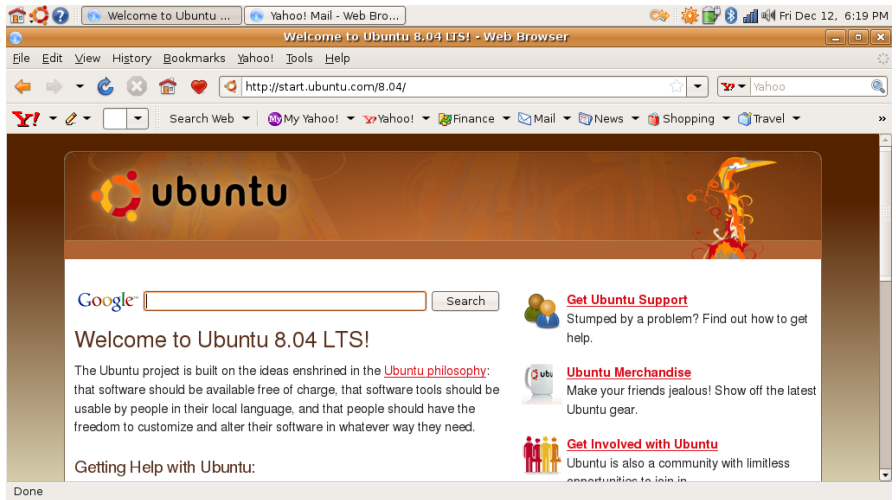 Welcome to Ubuntu ... Yahoo! Mail - Web Bro... Fri Dec 12, 6:19 PM
Welcome to Ubuntu 8.04 LTS! - Web Browser
File Edit View History Bookmarks Yahoo! Tools Help
http://start.ubuntu.com/8.04/ Yahoo
Y! Search Web My Yahoo! Yahoo! Finance Mail News Shopping Travel »
ubuntu
Google™ Search
Welcome to Ubuntu 8.04 LTS!
The Ubuntu project is built on the ideas enshrined in the Ubuntu philosophy:
that software should be available free of charge, that software tools should be
usable by people in their local language, and that people should have the
freedom to customize and alter their software in whatever way they need.
Getting Help with Ubuntu:
Get Ubuntu Support
Stumped by a problem? Find out how to get
help.
ubu
Ubuntu Merchandise
Make your friends jealous! Show off the latest
Ubuntu gear.
Get Involved with Ubuntu
Ubuntu is also a community with limitless
opportunities to join in
Done